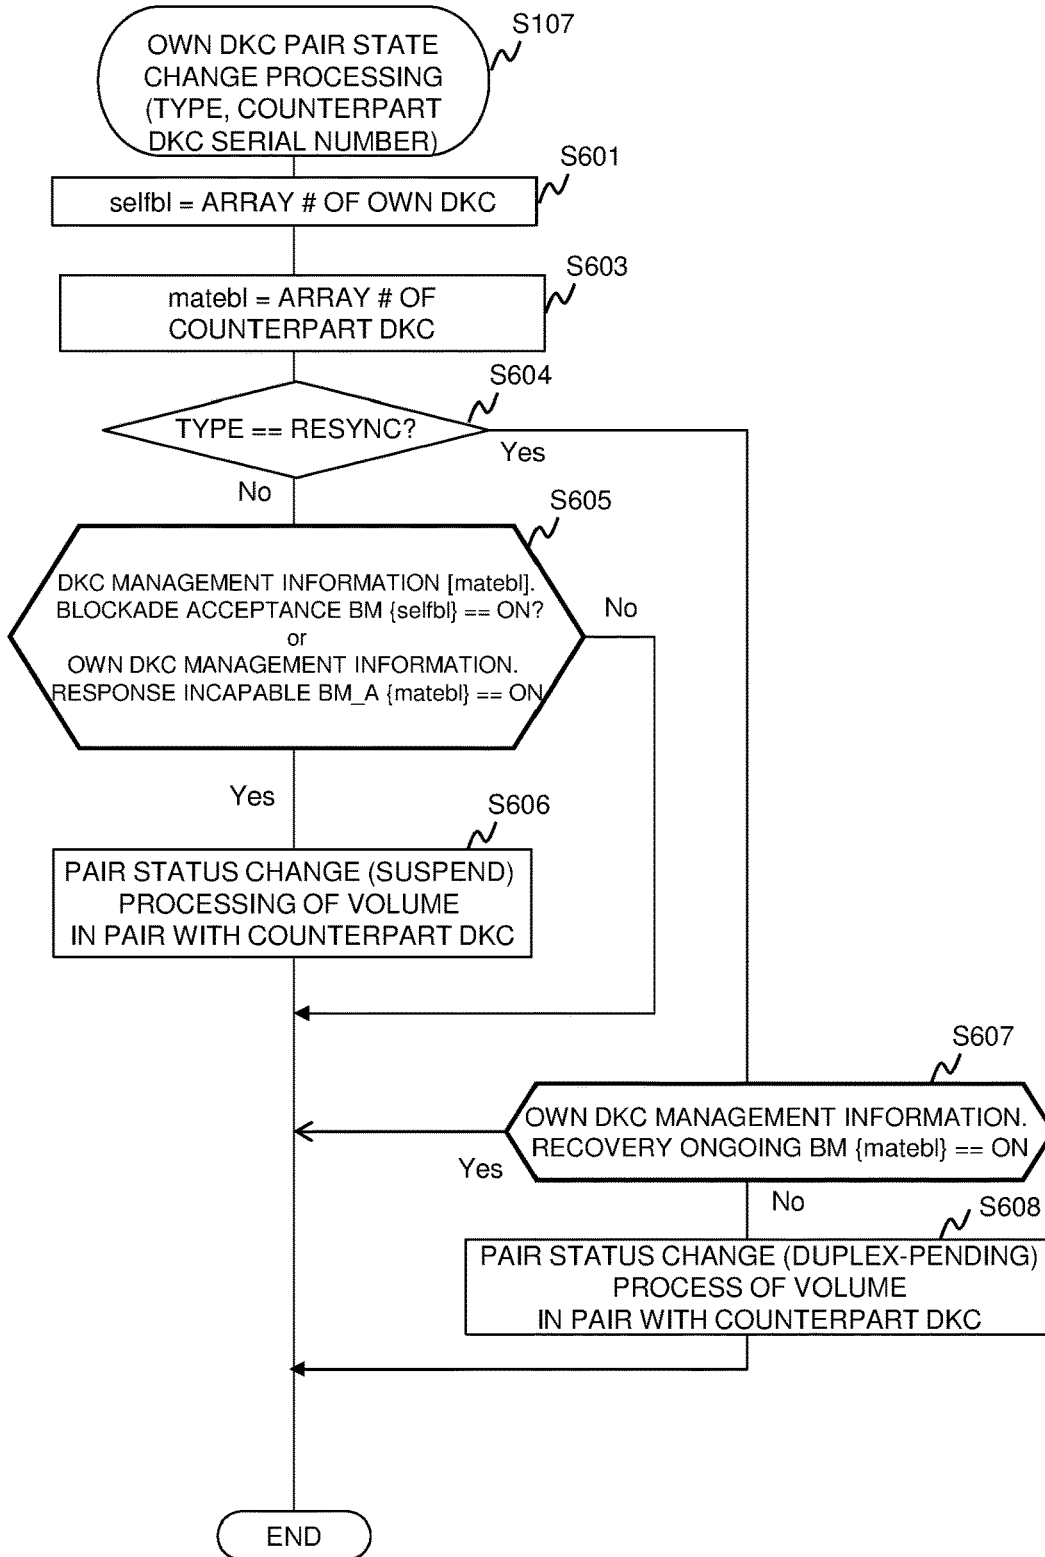 S107
OWN DKC PAIR STATE
CHANGE PROCESSING
(TYPE, COUNTERPART
DKC SERIAL NUMBER)
S601
selfbl = ARRAY # OF OWN DKC
S603
matebl = ARRAY # OF
COUNTERPART DKC
S604
TYPE == RESYNC?
Yes
No
S605
DKC MANAGEMENT INFORMATION [matebl].
BLOCKADE ACCEPTANCE BM {selfbl} == ON?
or
OWN DKC MANAGEMENT INFORMATION.
RESPONSE INCAPABLE BM_A {matebl} == ON
No
Yes
S606
PAIR STATUS CHANGE (SUSPEND)
PROCESSING OF VOLUME
IN PAIR WITH COUNTERPART DKC
S607
OWN DKC MANAGEMENT INFORMATION.
RECOVERY ONGOING BM {matebl} == ON
Yes
No
S608
PAIR STATUS CHANGE (DUPLEX-PENDING)
PROCESS OF VOLUME
IN PAIR WITH COUNTERPART DKC
END